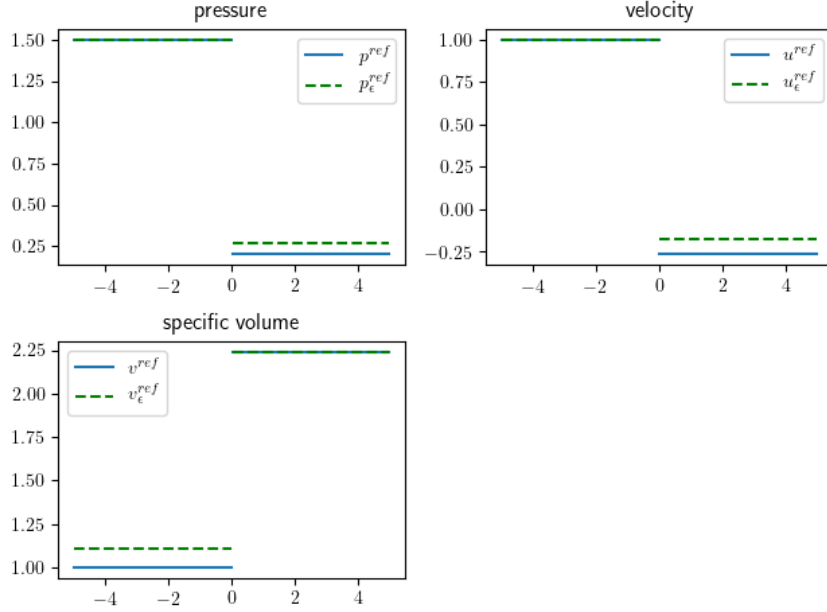 pressure
1.50
1.25
1.00
0.75
0.50
0.25
−4 −2 0 2 4
p^{ref}
p_ϵ^{ref}
velocity
1.00
0.75
0.50
0.25
0.00
−0.25
−4 −2 0 2 4
u^{ref}
u_ϵ^{ref}
specific volume
2.25
2.00
1.75
1.50
1.25
1.00
−4 −2 0 2 4
v^{ref}
v_ϵ^{ref}